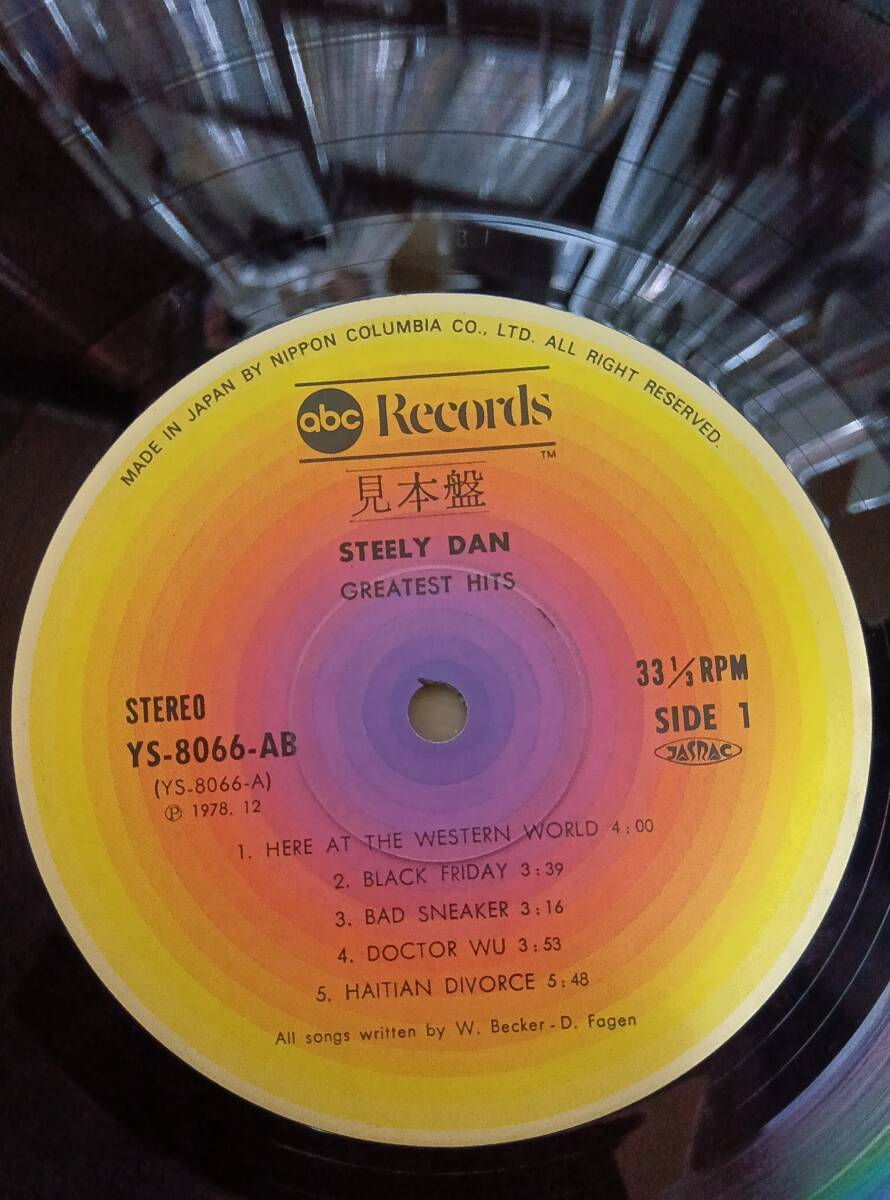 MADE IN JAPAN BY NIPPON COLUMBIA CO., LTD. ALL RIGHT RESERVED.
abc Records
TM
見本盤
STEELY DAN
GREATEST HITS
STEREO
YS-8066-AB
(YS-8066-A)
Ⓟ 1978. 12
33 1/3 RPM
SIDE 1
JASRAC
1. HERE AT THE WESTERN WORLD 4:00
2. BLACK FRIDAY 3:39
3. BAD SNEAKER 3:16
4. DOCTOR WU 3:53
5. HAITIAN DIVORCE 5:48
All songs written by W. Becker - D. Fagen